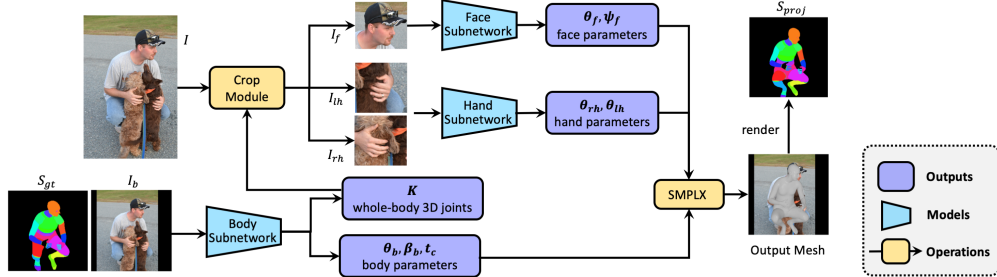 I
Crop
Module
I_f
I_lh
I_rh
Face
Subnetwork
θ_f, ψ_f
face parameters
Hand
Subnetwork
θ_rh, θ_lh
hand parameters
S_gt
I_b
Body
Subnetwork
K
whole-body 3D joints
θ_b, β_b, t_c
body parameters
SMPLX
S_proj
render
Output Mesh
Outputs
Models
Operations